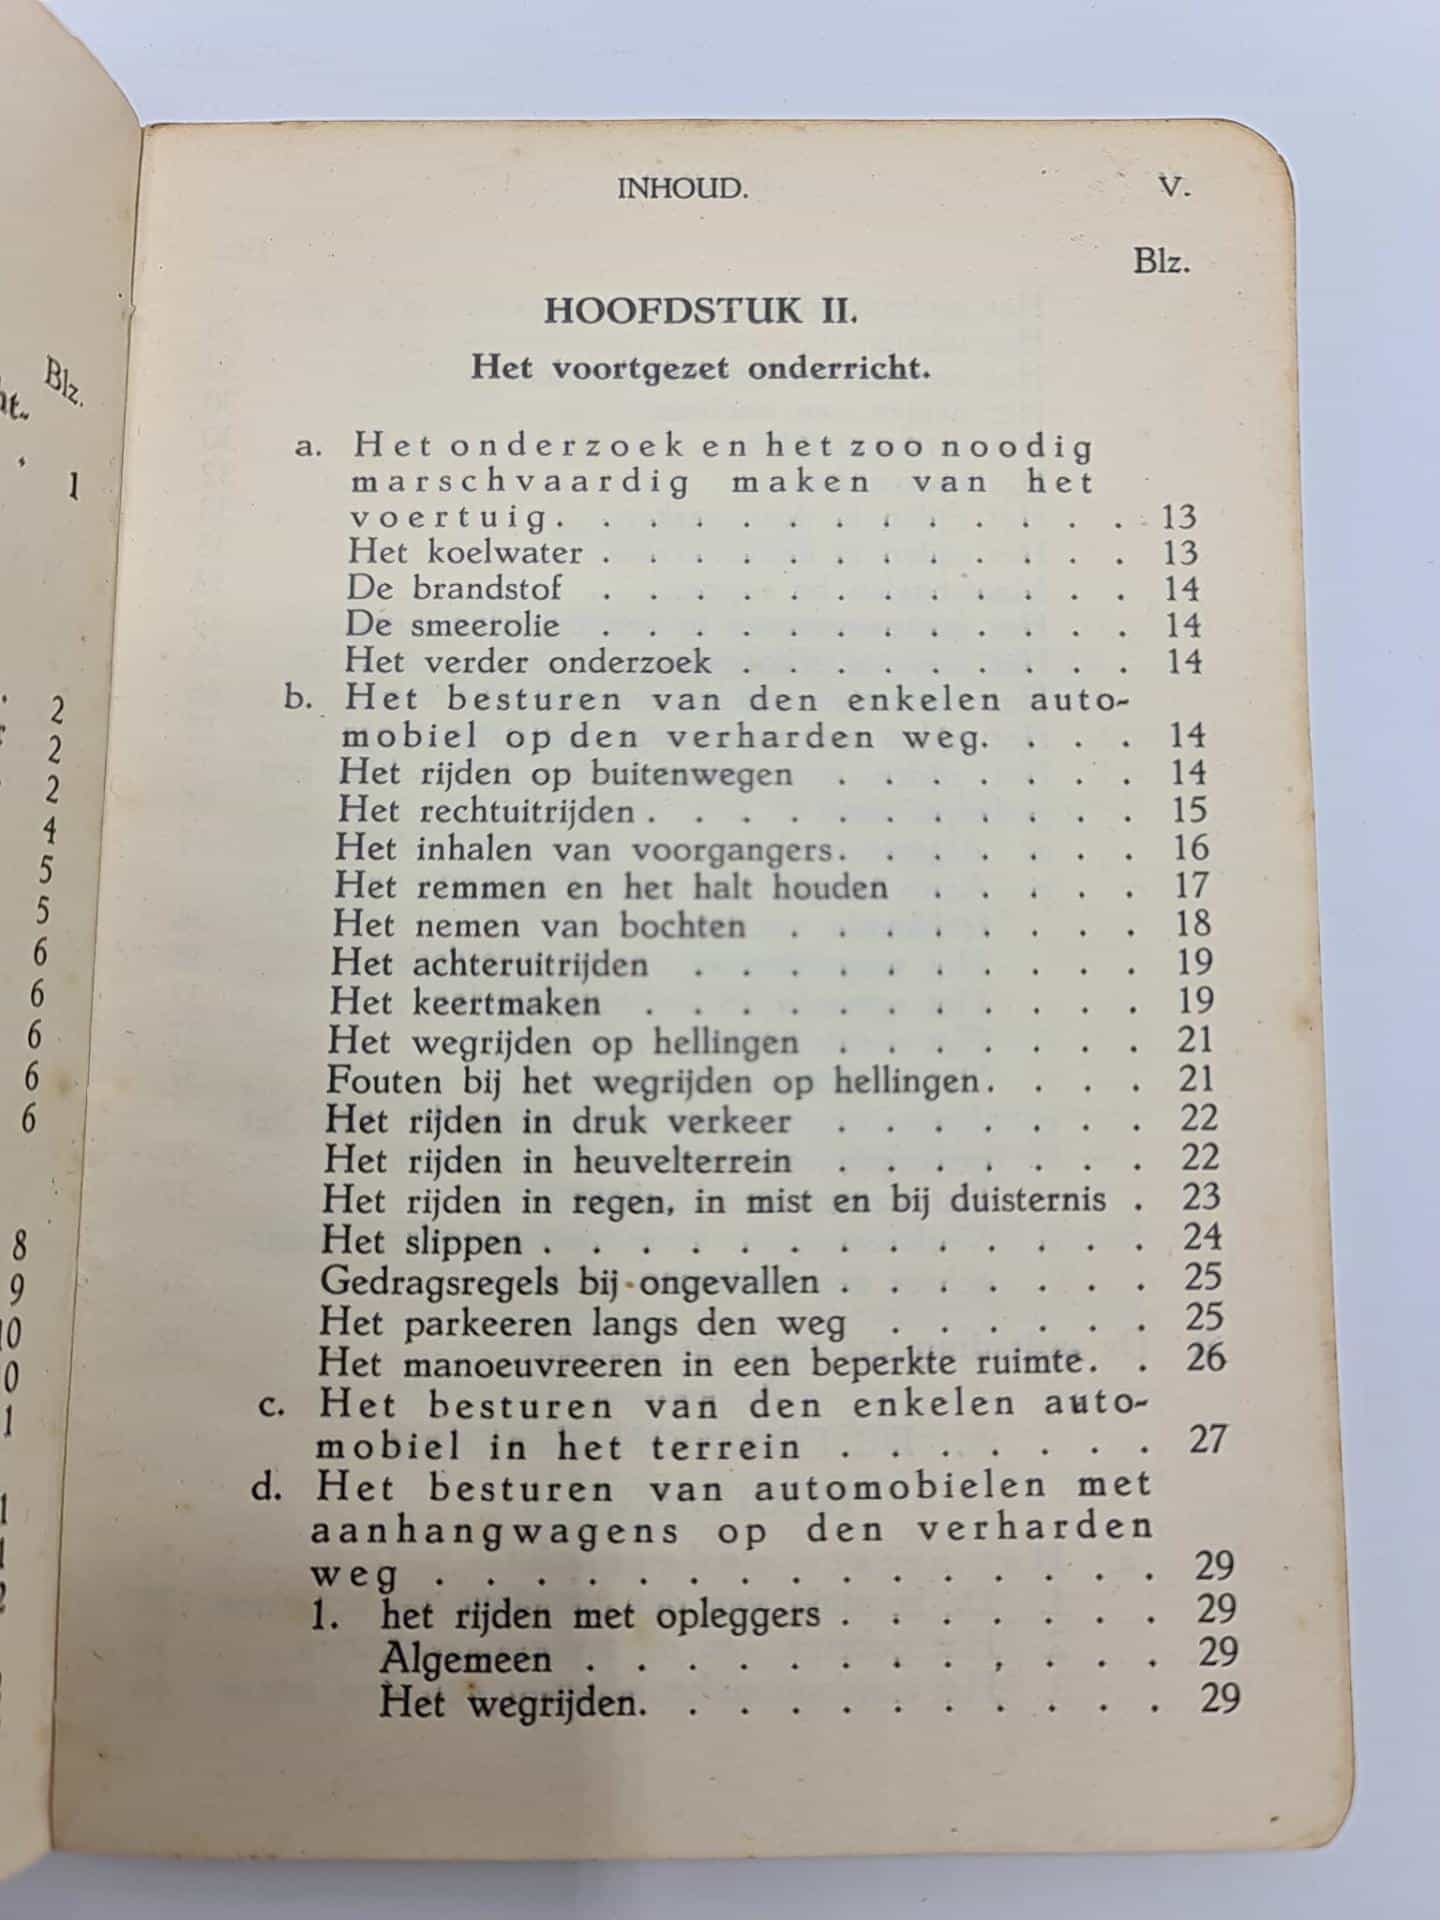 Blz.
1
2
2
2
4
5
5
6
6
6
6
6
8
9
INHOUD. V.
Blz.
HOOFDSTUK II.
Het voortgezet onderricht.
a. Het onderzoek en het zoo noodig
marschvaardig maken van het
voertuig. . . . . . . . . . . . . 13
Het koelwater . . . . . . . . . . . . 13
De brandstof . . . . . . . . . . . . 14
De smeerolie . . . . . . . . . . . . 14
Het verder onderzoek . . . . . . . . . 14
b. Het besturen van den enkelen auto-
mobiel op den verharden weg. . . . 14
Het rijden op buitenwegen . . . . . . . 14
Het rechtuitrijden . . . . . . . . . . . 15
Het inhalen van voorgangers. . . . . . . 16
Het remmen en het halt houden . . . . . 17
Het nemen van bochten . . . . . . . . 18
Het achteruitrijden . . . . . . . . . . 19
Het keertmaken . . . . . . . . . . . 19
Het wegrijden op hellingen . . . . . . . 21
Fouten bij het wegrijden op hellingen. . . . 21
Het rijden in druk verkeer . . . . . . . 22
Het rijden in heuvelterrein . . . . . . . 22
Het rijden in regen, in mist en bij duisternis . 23
Het slippen . . . . . . . . . . . . . 24
Gedragsregels bij ongevallen . . . . . . . 25
Het parkeeren langs den weg . . . . . . 25
Het manoeuvreeren in een beperkte ruimte. . 26
c. Het besturen van den enkelen auto-
mobiel in het terrein . . . . . . . 27
d. Het besturen van automobielen met
aanhangwagens op den verharden
weg . . . . . . . . . . . . . . . 29
1. het rijden met opleggers . . . . . . . 29
Algemeen . . . . . . . . . . . . 29
Het wegrijden. . . . . . . . . . . 29